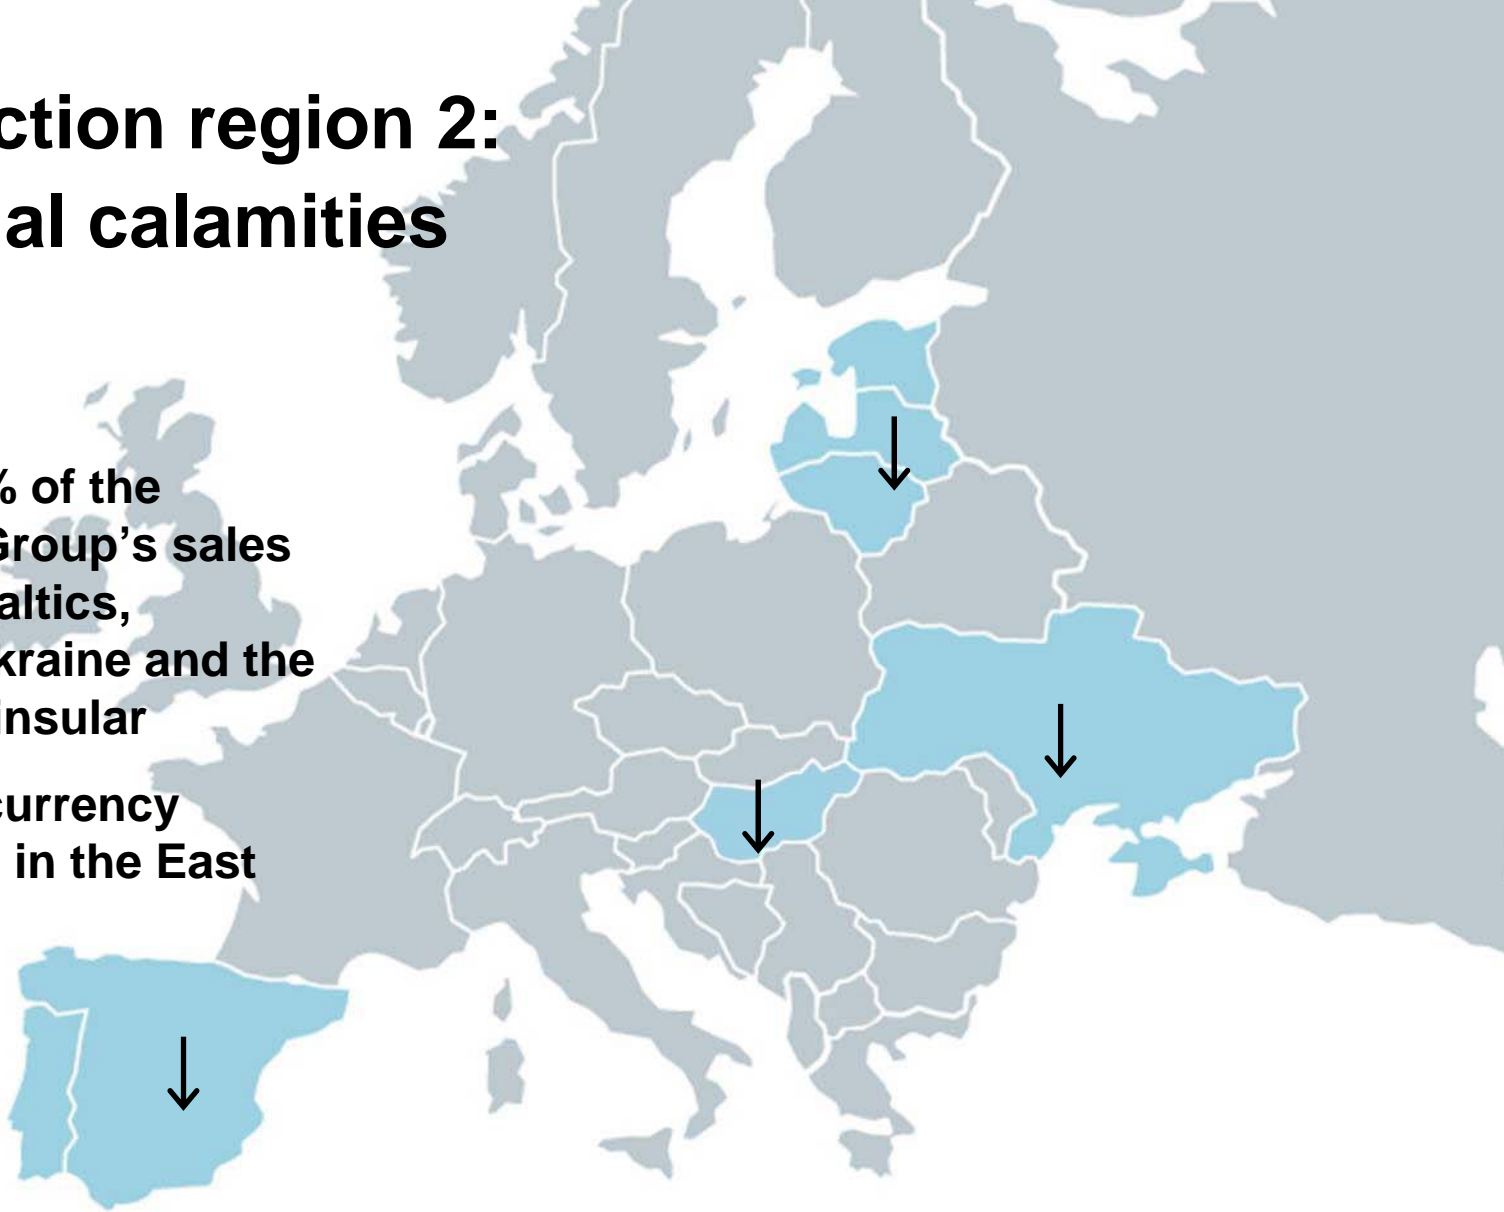 ction region 2:
al calamities
% of the
Group’s sales
altics,
kraine and the
insular
currency
in the East